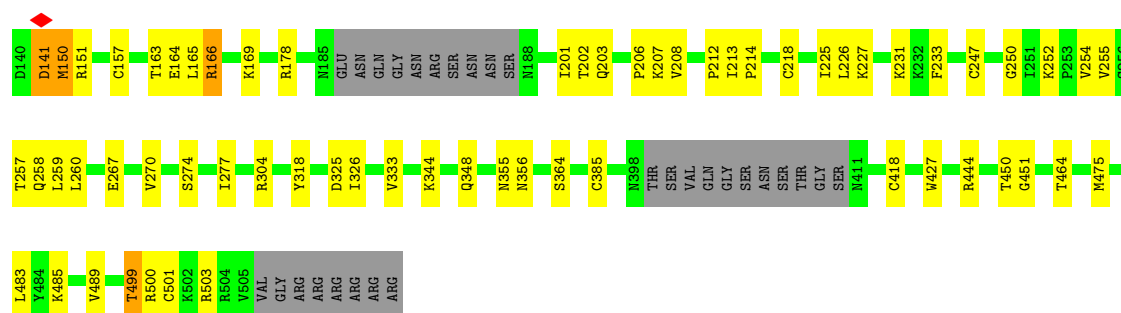 D140 D141 M150 R151 C157 T163 E164 L165 R166 K169 R178 N185 GLU ASN GLN GLY ASN ARG SER ASN ASN SER N188 I201 T202 Q203 P206 K207 V208 P212 I213 P214 C218 I225 L226 K227 K231 K232 F233 C247 G250 I251 K252 P253 V254 V255
T257 Q258 L259 L260 E267 V270 S274 I277 R304 Y318 D325 I326 V333 K344 Q348 N355 N356 S364 C385 N398 THR SER VAL GLN GLY SER ASN SER THR GLY SER N411 C418 W427 R444 T450 G451 T464 M475
L483 Y484 K485 V489 T499 R500 C501 K502 R503 R504 V505 VAL GLY ARG ARG ARG ARG ARG ARG